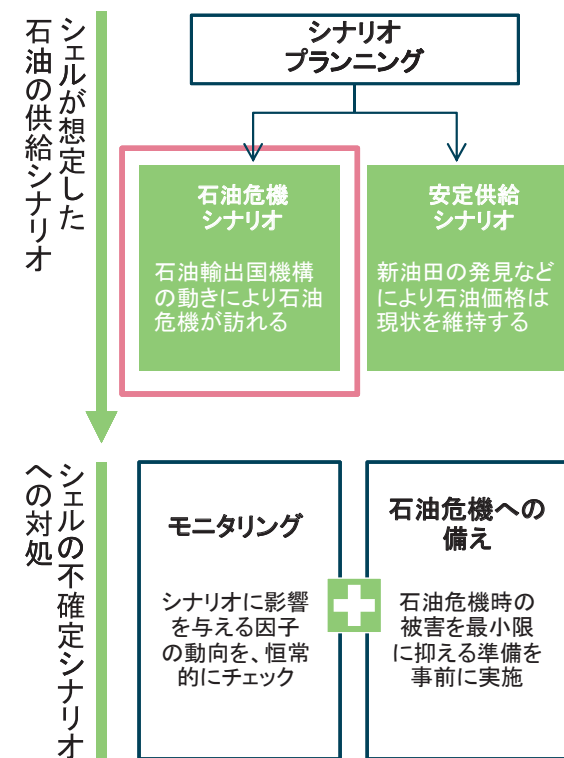 シェルが想定した
石油の供給シナリオ
シナリオ
プランニング
石油危機
シナリオ
石油輸出国機構
の動きにより石油
危機が訪れる
安定供給
シナリオ
新油田の発見など
により石油価格は
現状を維持する
シェルの不確定シナリオ
への対処
モニタリング
シナリオに影響
を与える因子
の動向を、恒常
的にチェック
石油危機への
備え
石油危機時の
被害を最小限
に抑える準備を
事前に実施